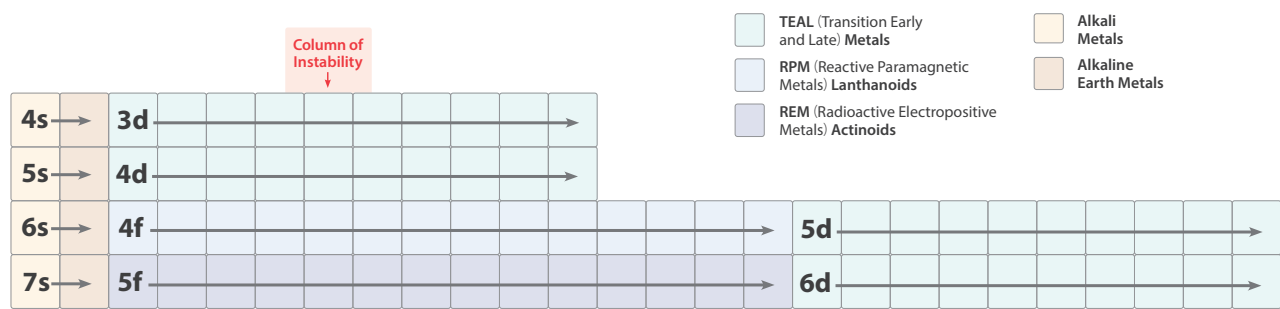 Column of
Instability
TEAL (Transition Early
and Late) Metals
RPM (Reactive Paramagnetic
Metals) Lanthanoids
REM (Radioactive Electropositive
Metals) Actinoids
Alkali
Metals
Alkaline
Earth Metals
4s 3d
5s 4d
6s 4f 5d
7s 5f 6d